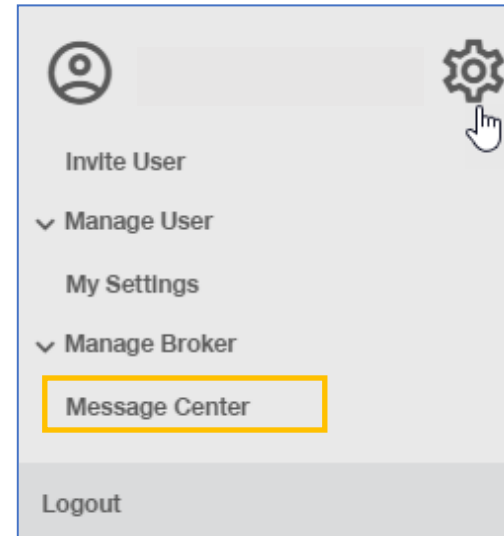 Invite User
Manage User
My Settings
Manage Broker
Message Center
Logout